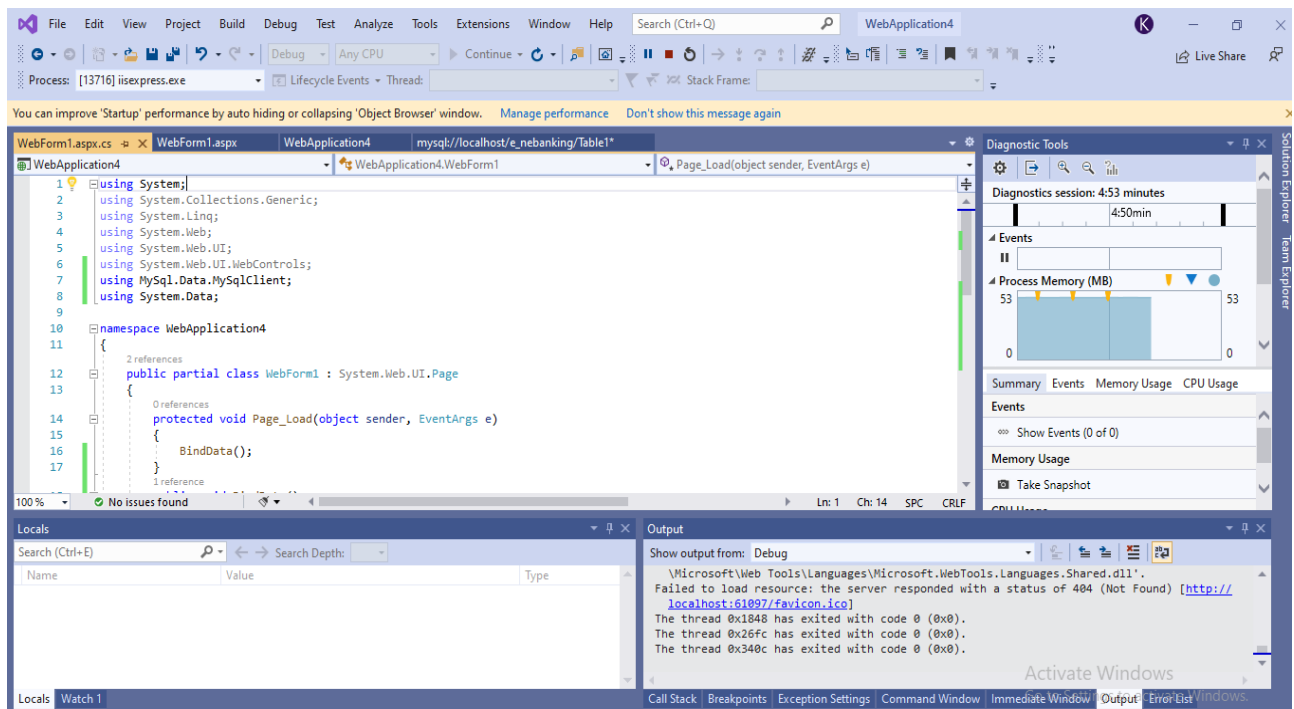 File Edit View Project Build Debug Test Analyze Tools Extensions Window Help Search (Ctrl+Q) WebApplication4 K
Debug Any CPU Continue Live Share
Process: [13716] iisexpress.exe Lifecycle Events Thread: Stack Frame:
You can improve 'Startup' performance by auto hiding or collapsing 'Object Browser' window. Manage performance Don't show this message again
WebForm1.aspx.cs WebForm1.aspx WebApplication4 mysql://localhost/e_nebanking/Table1*
WebApplication4 WebApplication4.WebForm1 Page_Load(object sender, EventArgs e)
1 using System;
2 using System.Collections.Generic;
3 using System.Linq;
4 using System.Web;
5 using System.Web.UI;
6 using System.Web.UI.WebControls;
7 using MySql.Data.MySqlClient;
8 using System.Data;
9
10 namespace WebApplication4
11 {
2 references
12 public partial class WebForm1 : System.Web.UI.Page
13 {
0 references
14 protected void Page_Load(object sender, EventArgs e)
15 {
16 BindData();
17 }
1 reference
100 % No issues found Ln: 1 Ch: 14 SPC CRLF
Diagnostic Tools
Diagnostics session: 4:53 minutes
4:50min
Events
Process Memory (MB)
53 53
0 0
Summary Events Memory Usage CPU Usage
Events
Show Events (0 of 0)
Memory Usage
Take Snapshot
Solution Explorer
Team Explorer
Locals
Search (Ctrl+E) Search Depth:
Name Value Type
Locals Watch 1
Output
Show output from: Debug
\Microsoft\Web Tools\Languages\Microsoft.WebTools.Languages.Shared.dll'.
Failed to load resource: the server responded with a status of 404 (Not Found) [http://
localhost:61097/favicon.ico]
The thread 0x1848 has exited with code 0 (0x0).
The thread 0x26fc has exited with code 0 (0x0).
The thread 0x340c has exited with code 0 (0x0).
Activate Windows
Go to Settings to activate Windows.
Call Stack Breakpoints Exception Settings Command Window Immediate Window Output Error List